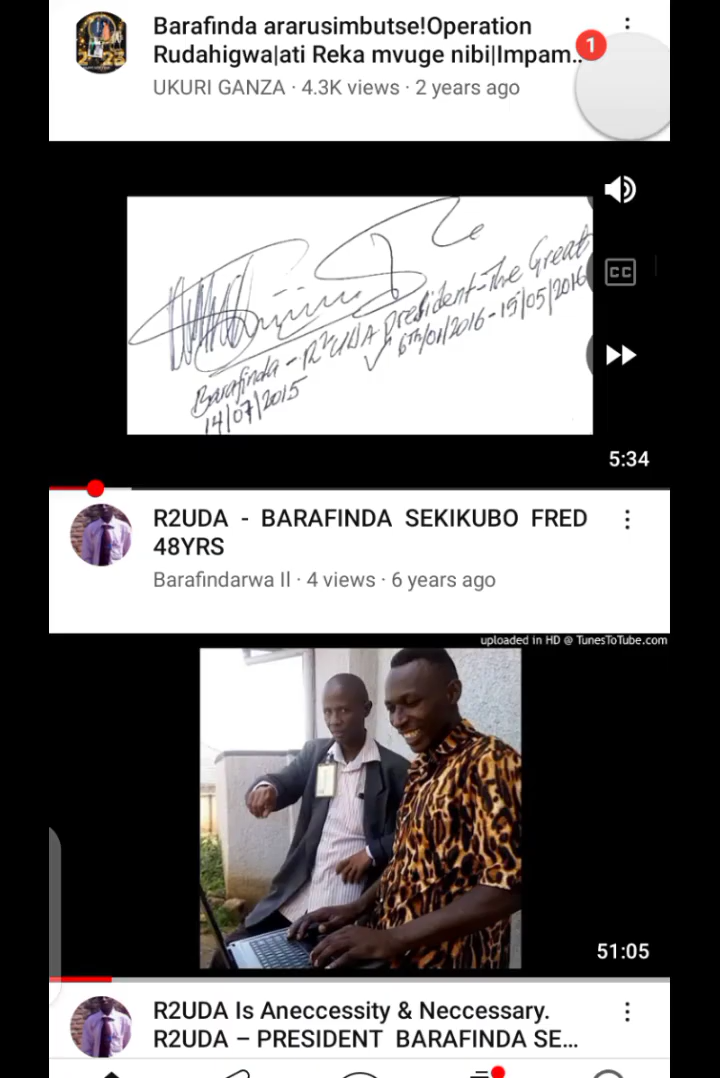 Barafinda ararusimbutse!Operation
Rudahigwa|ati Reka mvuge nibi|Impam..
1
UKURI GANZA · 4.3K views · 2 years ago
CC
Barafinda - R²UDA President - The Great
14/07/2015
6TH/01/2016 - 15/05/2016
5:34
R2UDA - BARAFINDA SEKIKUBO FRED
48YRS
Barafindarwa II · 4 views · 6 years ago
uploaded in HD @ TunesToTube.com
51:05
R2UDA Is Aneccessity & Neccessary.
R2UDA – PRESIDENT BARAFINDA SE...